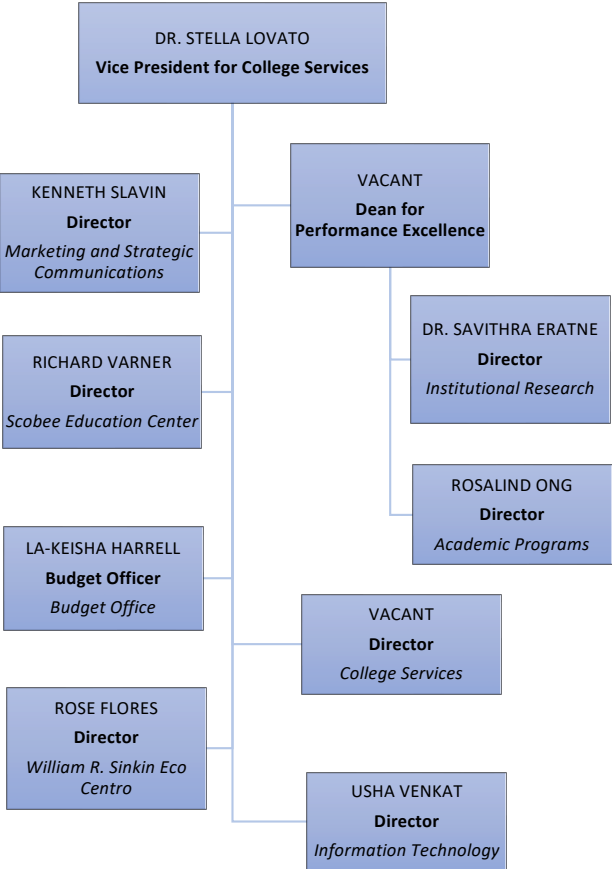 DR. STELLA LOVATO
Vice President for College Services
KENNETH SLAVIN
Director
Marketing and Strategic
Communications
VACANT
Dean for
Performance Excellence
DR. SAVITHRA ERATNE
Director
Institutional Research
RICHARD VARNER
Director
Scobee Education Center
ROSALIND ONG
Director
Academic Programs
LA-KEISHA HARRELL
Budget Officer
Budget Office
VACANT
Director
College Services
ROSE FLORES
Director
William R. Sinkin Eco
Centro
USHA VENKAT
Director
Information Technology